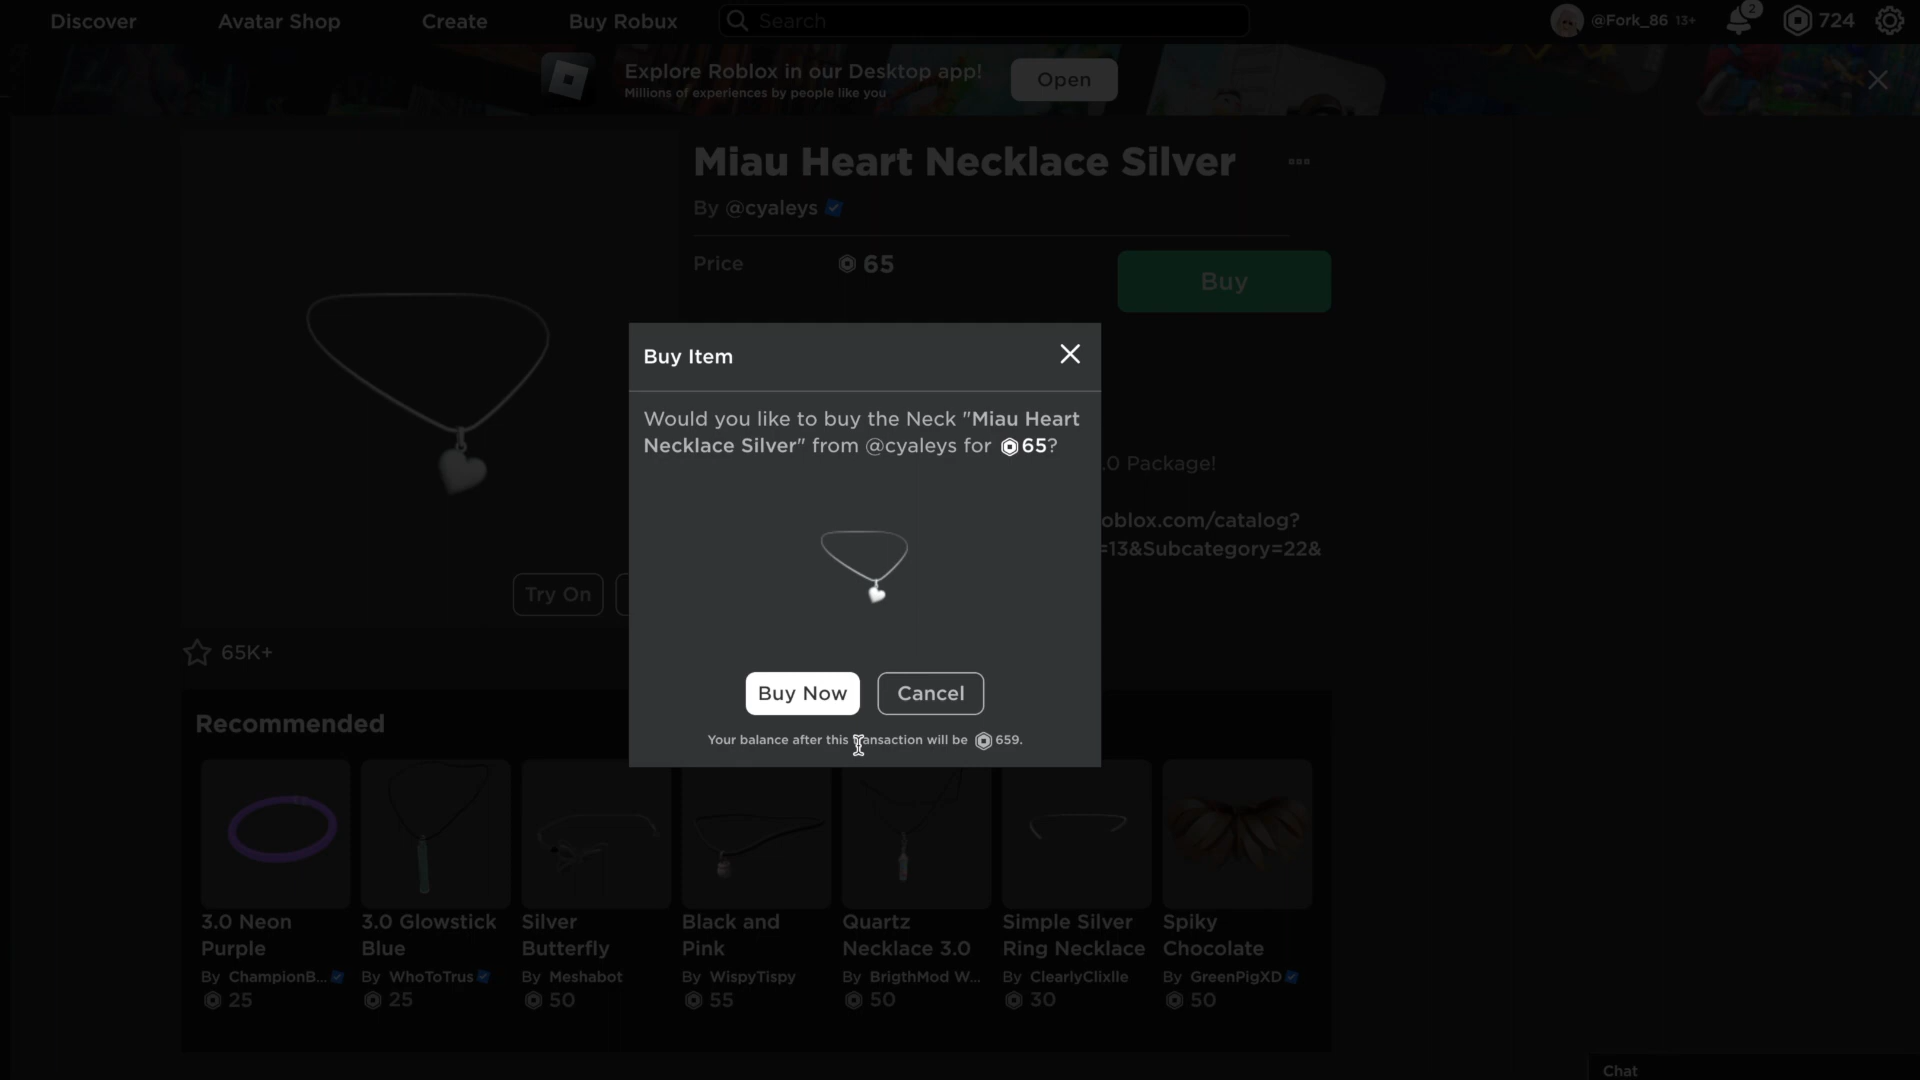 Discover
Avatar Shop
Create
Buy Robux
Search
@Fork_86 13+
2
724
Explore Roblox in our Desktop app!
Millions of experiences by people like you
Open
Miau Heart Necklace Silver
By @cyaleys
Price
65
Buy
Buy Item
Would you like to buy the Neck "Miau Heart
Necklace Silver" from @cyaleys for 65?
.0 Package!
oblox.com/catalog?
=13&Subcategory=22&
Try On
65K+
Buy Now
Cancel
Your balance after this transaction will be 659.
Recommended
3.0 Neon
Purple
By ChampionB...
25
3.0 Glowstick
Blue
By WhoToTrus
25
Silver
Butterfly
By Meshabot
50
Black and
Pink
By WispyTispy
55
Quartz
Necklace 3.0
By BrigthMod W...
50
Simple Silver
Ring Necklace
By ClearlyClixlle
30
Spiky
Chocolate
By GreenPigXD
50
Chat